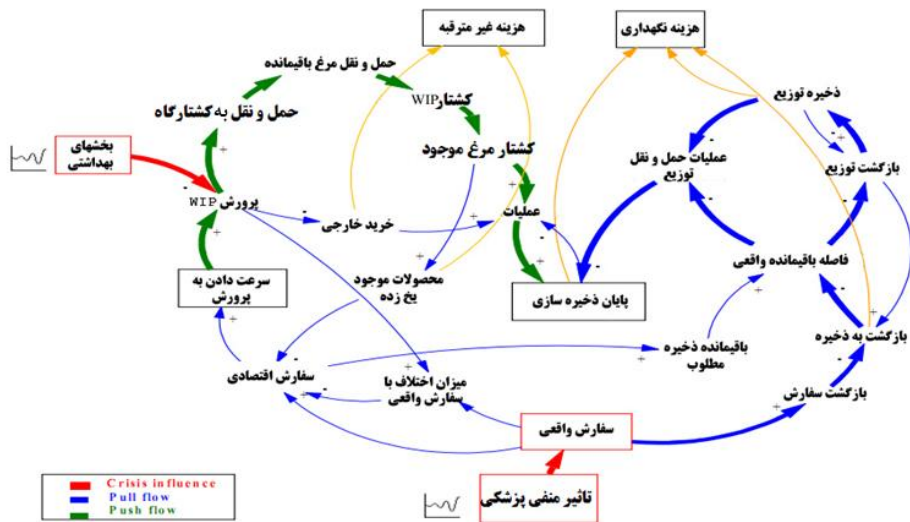 هزینه غیر مترقبه
هزینه نگهداری
حمل و نقل مرغ باقیمانده
ذخیره توزیع
کشتارWIP
حمل و نقل به کشتارگاه
عملیات حمل و نقل
توزیع
کشتار مرغ موجود
بازگشت توزیع
بخشهای
بهداشتی
پرورش WIP
عملیات
خرید خارجی
فاصله باقیمانده واقعی
سرعت دادن به
پرورش
محصولات موجود
یخ زده
پایان ذخیره سازی
بازگشت به ذخیره
باقیمانده ذخیره
مطلوب
سفارش اقتصادی
میزان اختلاف با
سفارش واقعی
بازگشت سفارش
سفارش واقعی
تاثیر منفی پزشکی
Crisis influence
Pull flow
Push flow